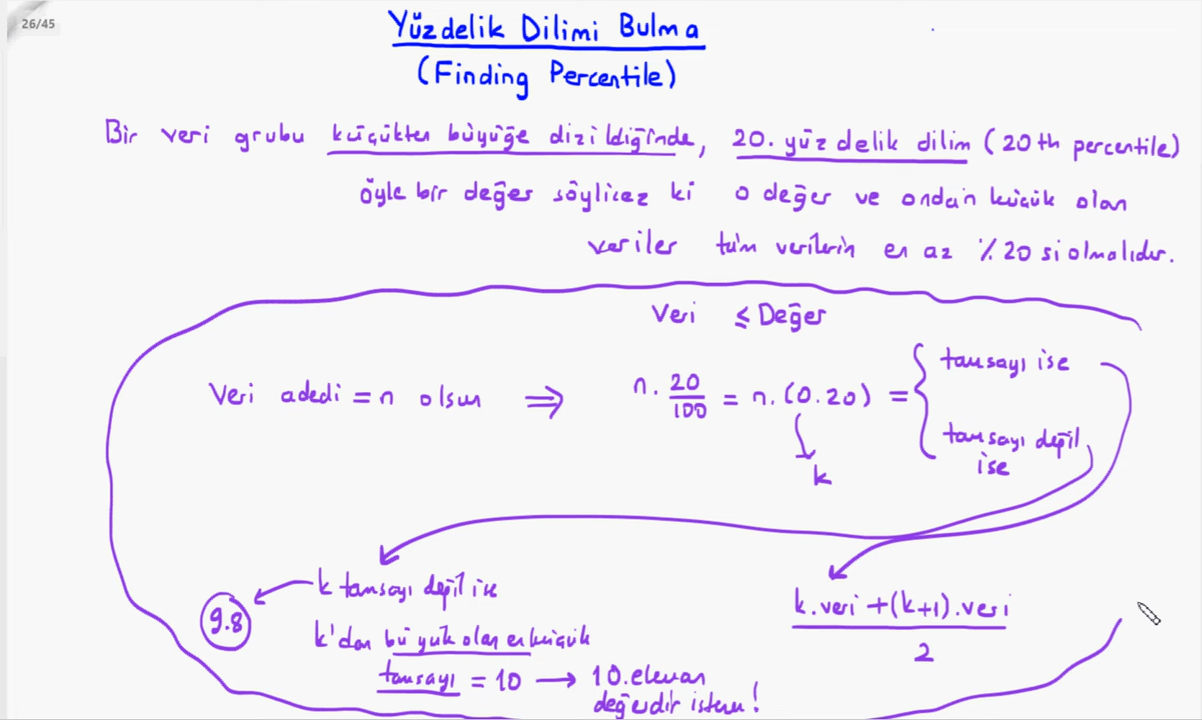 26/45
Yüzdelik Dilimi Bulma
(Finding Percentile)
Bir veri grubu küçükten büyüğe dizildiğinde, 20. yüzdelik dilim (20th percentile)
öyle bir değer söylicez ki o değer ve ondan küçük olan
veriler tüm verilerin en az %20 si olmalıdır.
Veri ≤ Değer
Veri adedi = n olsun ⇒ n. 20/100 = n. (0.20) = { tamsayı ise
tamsayı değil
ise
k
k tamsayı değil ise
9.8
k'dan büyük olan en küçük
tamsayı = 10 → 10. eleman
değerdir istenen!
k.veri + (k+1).veri
2